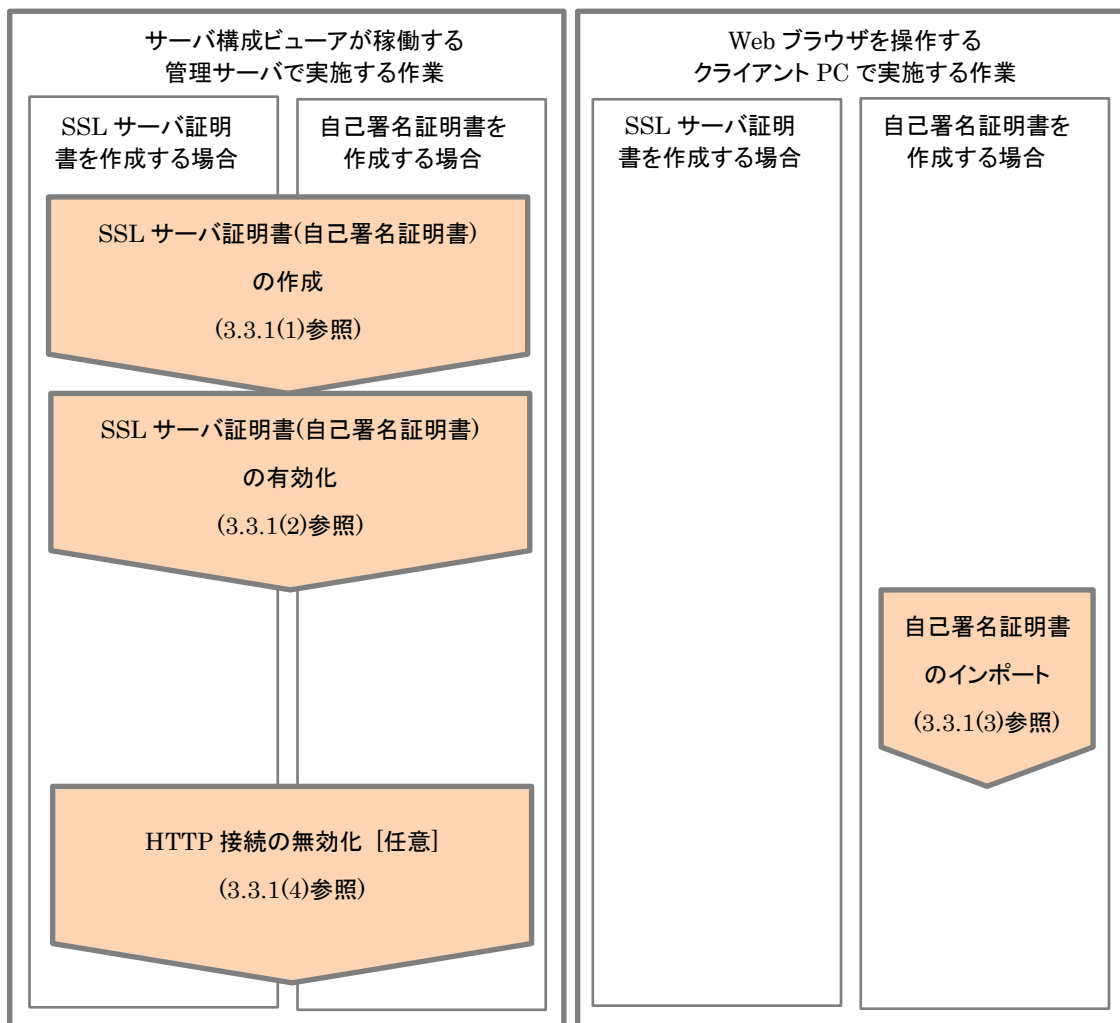 サーバ構成ビューアが稼働する
管理サーバで実施する作業
SSL サーバ証明
書を作成する場合
自己署名証明書を
作成する場合
SSL サーバ証明書(自己署名証明書)
の作成
(3.3.1(1)参照)
SSL サーバ証明書(自己署名証明書)
の有効化
(3.3.1(2)参照)
HTTP 接続の無効化 [任意]
(3.3.1(4)参照)
Web ブラウザを操作する
クライアント PC で実施する作業
SSL サーバ証明
書を作成する場合
自己署名証明書を
作成する場合
自己署名証明書
のインポート
(3.3.1(3)参照)